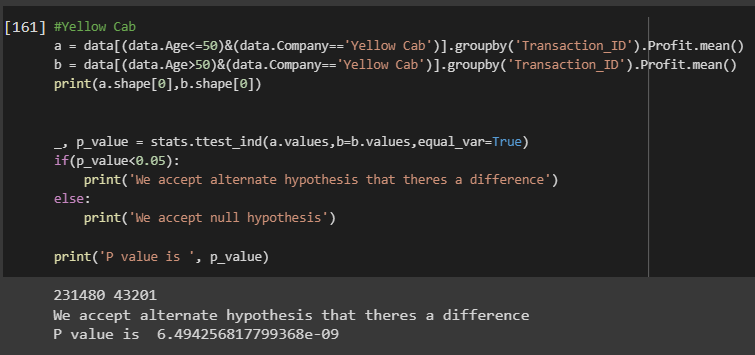 [161] #Yellow Cab
a = data[(data.Age<=50)&(data.Company=='Yellow Cab')].groupby('Transaction_ID').Profit.mean()
b = data[(data.Age>50)&(data.Company=='Yellow Cab')].groupby('Transaction_ID').Profit.mean()
print(a.shape[0],b.shape[0])
_, p_value = stats.ttest_ind(a.values,b=b.values,equal_var=True)
if(p_value<0.05):
    print('We accept alternate hypothesis that theres a difference')
else:
    print('We accept null hypothesis')
print('P value is ', p_value)
231480 43201
We accept alternate hypothesis that theres a difference
P value is  6.494256817799368e-09